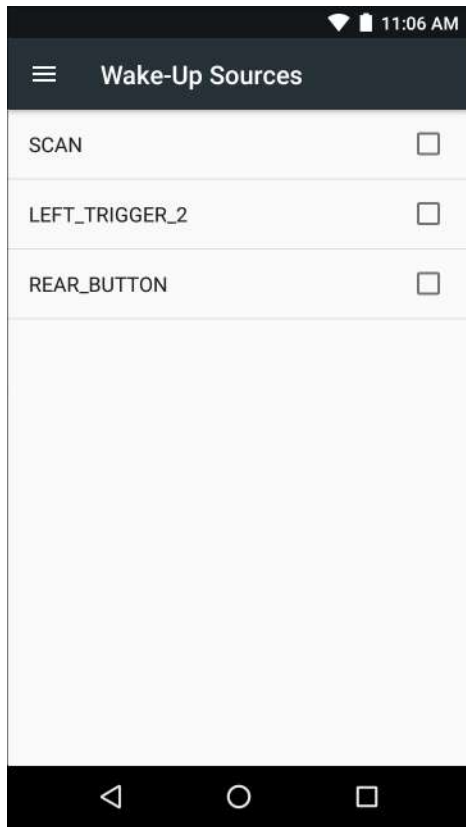 11:06 AM
Wake-Up Sources
SCAN
LEFT_TRIGGER_2
REAR_BUTTON